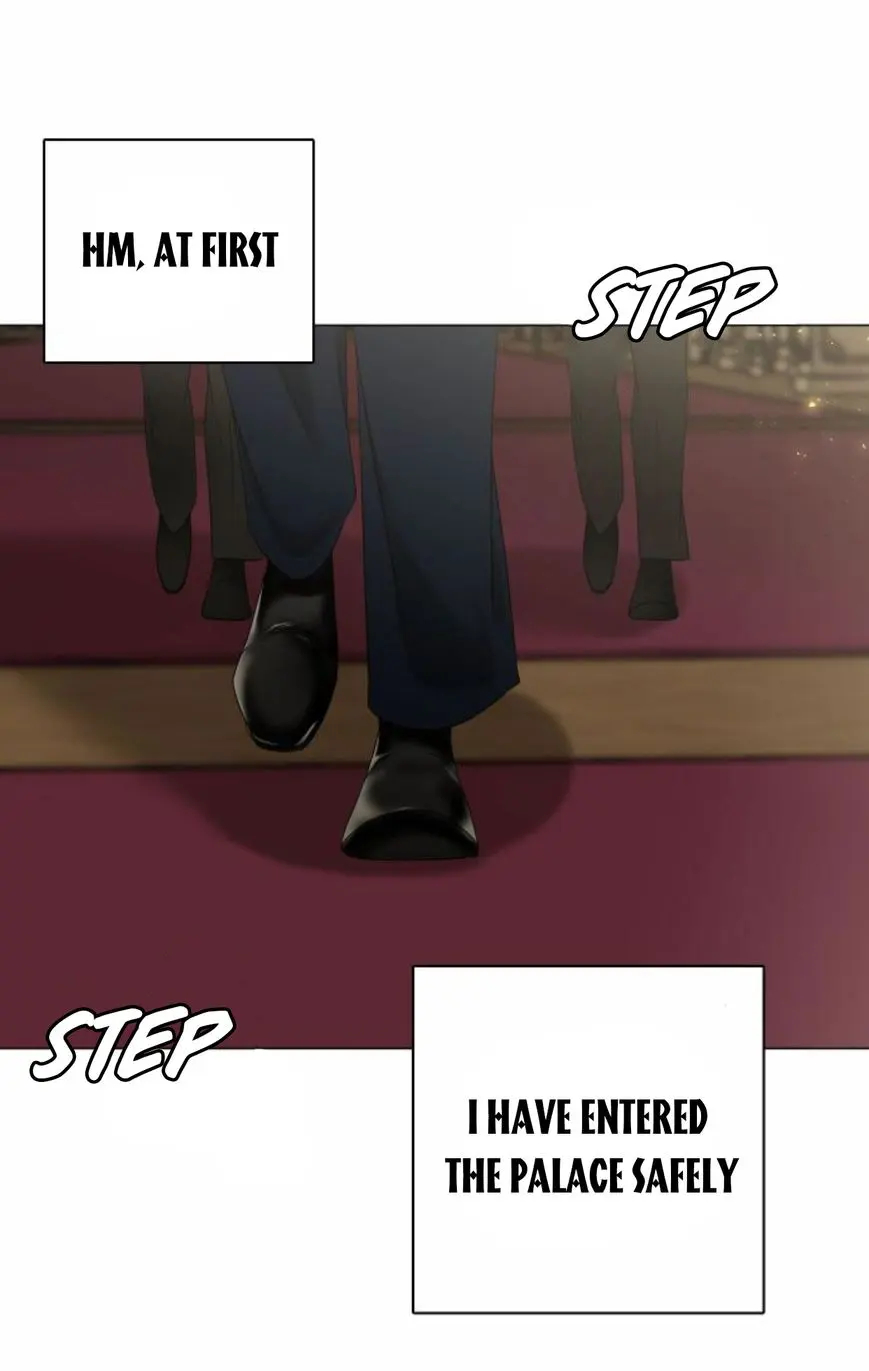 HM, AT FIRST
STEP
STEP
I HAVE ENTERED
THE PALACE SAFELY